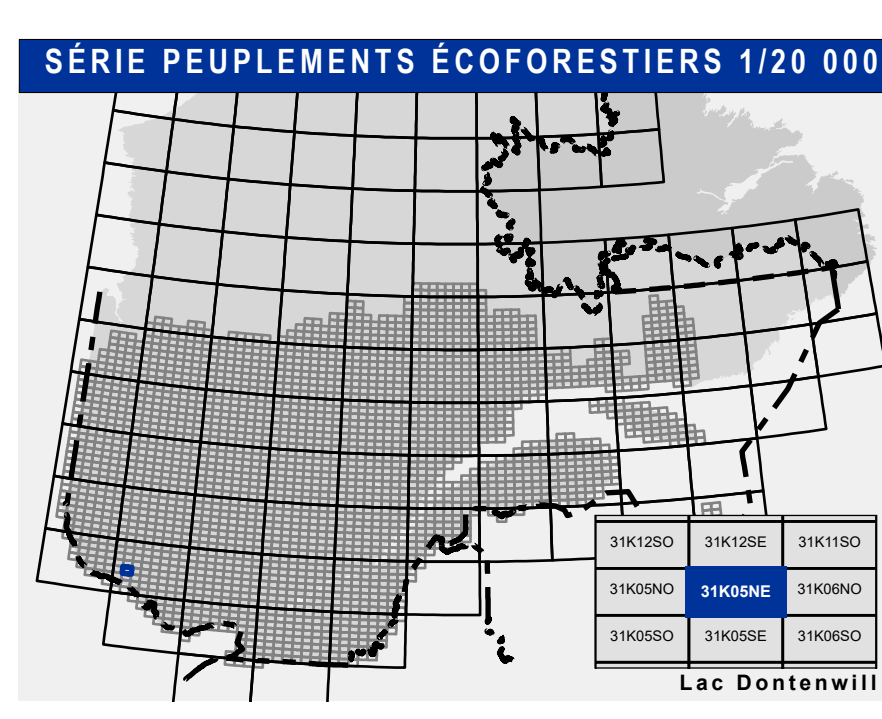 SÉRIE PEUPLEMENTS ÉCOFORESTIERS 1/20 000
31K12SO 31K12SE 31K11SO
31K05NO 31K05NE 31K06NO
31K05SO 31K05SE 31K06SO
Lac Dontenwill